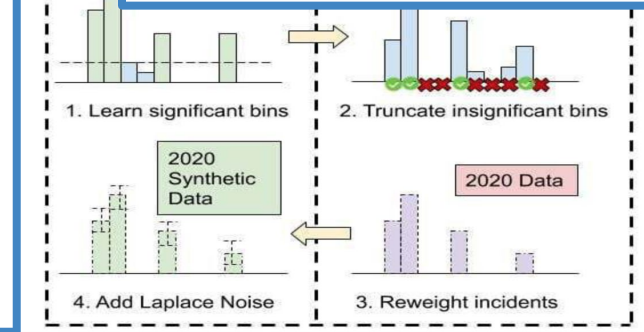 1. Learn significant bins
2. Truncate insignificant bins
2020
Synthetic
Data
2020 Data
4. Add Laplace Noise
3. Reweight incidents